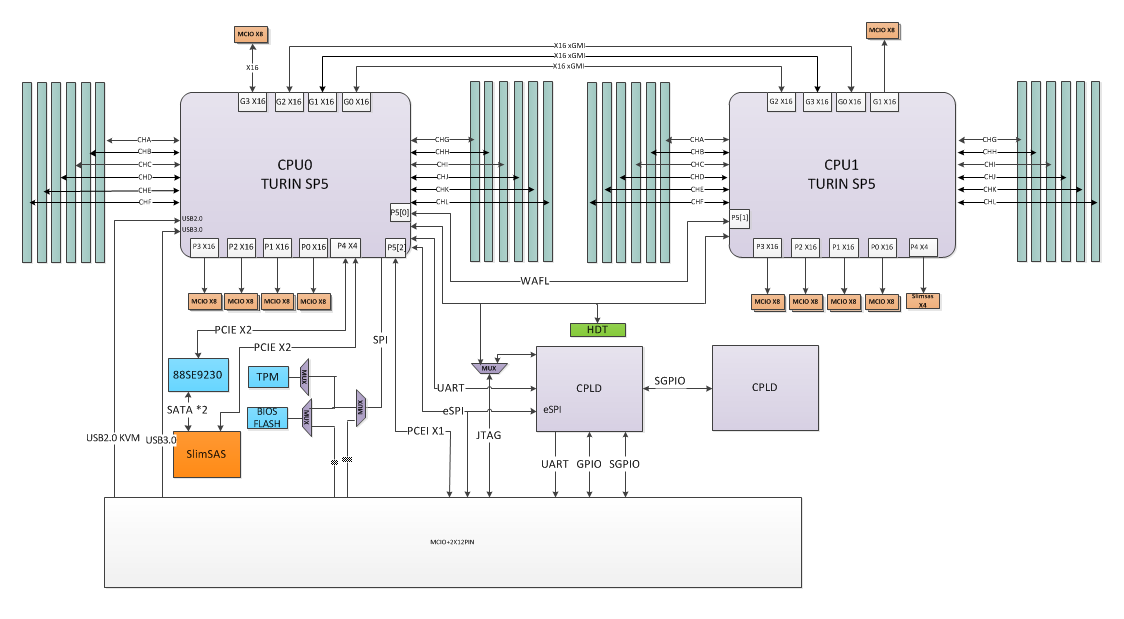 MCIO X8
MCIO X8
X16 xGMI
X16 xGMI
X16 xGMI
X16
G3 X16
G2 X16
G1 X16
G0 X16
G2 X16
G3 X16
G0 X16
G1 X16
CHA
CHB
CHC
CHD
CHE
CHF
CPU0
TURIN SP5
CHG
CHH
CHI
CHJ
CHK
CHL
CHA
CHB
CHC
CHD
CHE
CHF
CPU1
TURIN SP5
CHG
CHH
CHI
CHJ
CHK
CHL
USB2.0
USB3.0
P5[0]
P5[1]
P3 X16
P2 X16
P1 X16
P0 X16
P4 X4
P5[2]
P3 X16
P2 X16
P1 X16
P0 X16
P4 X4
WAFL
MCIO X8
MCIO X8
MCIO X8
MCIO X8
MCIO X8
MCIO X8
MCIO X8
MCIO X8
Slimsas
X4
HDT
PCIE X2
PCIE X2
SPI
88SE9230
TPM
MUX
MUX
CPLD
SGPIO
CPLD
UART
SATA *2
BIOS
FLASH
MUX
MUX
eSPI
eSPI
USB2.0 KVM
USB3.0
SlimSAS
PCEI X1
JTAG
UART
GPIO
SGPIO
MCIO+2X12PIN